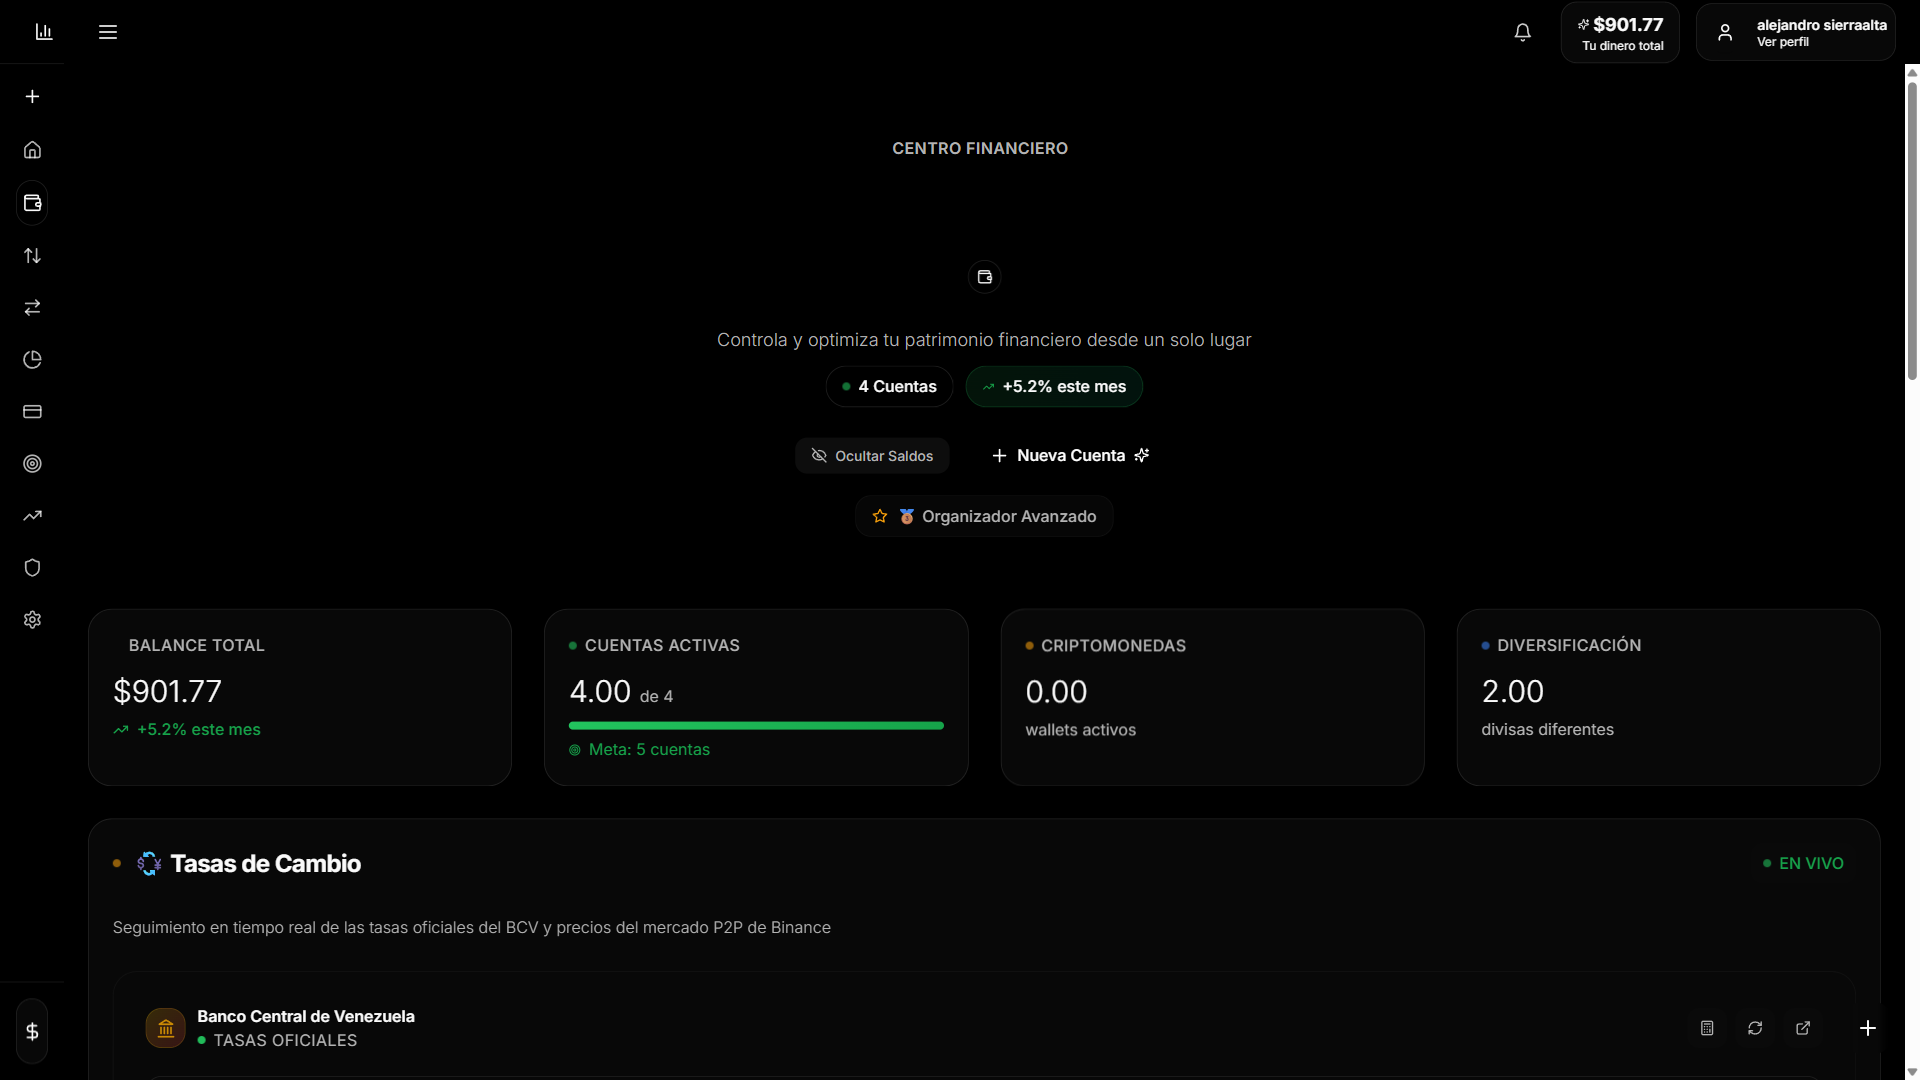 $901.77
Tu dinero total
alejandro sierraalta
Ver perfil
CENTRO FINANCIERO
Controla y optimiza tu patrimonio financiero desde un solo lugar
4 Cuentas
+5.2% este mes
Ocultar Saldos
Nueva Cuenta
Organizador Avanzado
BALANCE TOTAL
$901.77
+5.2% este mes
CUENTAS ACTIVAS
4.00 de 4
Meta: 5 cuentas
CRIPTOMONEDAS
0.00
wallets activos
DIVERSIFICACIÓN
2.00
divisas diferentes
Tasas de Cambio
EN VIVO
Seguimiento en tiempo real de las tasas oficiales del BCV y precios del mercado P2P de Binance
Banco Central de Venezuela
TASAS OFICIALES